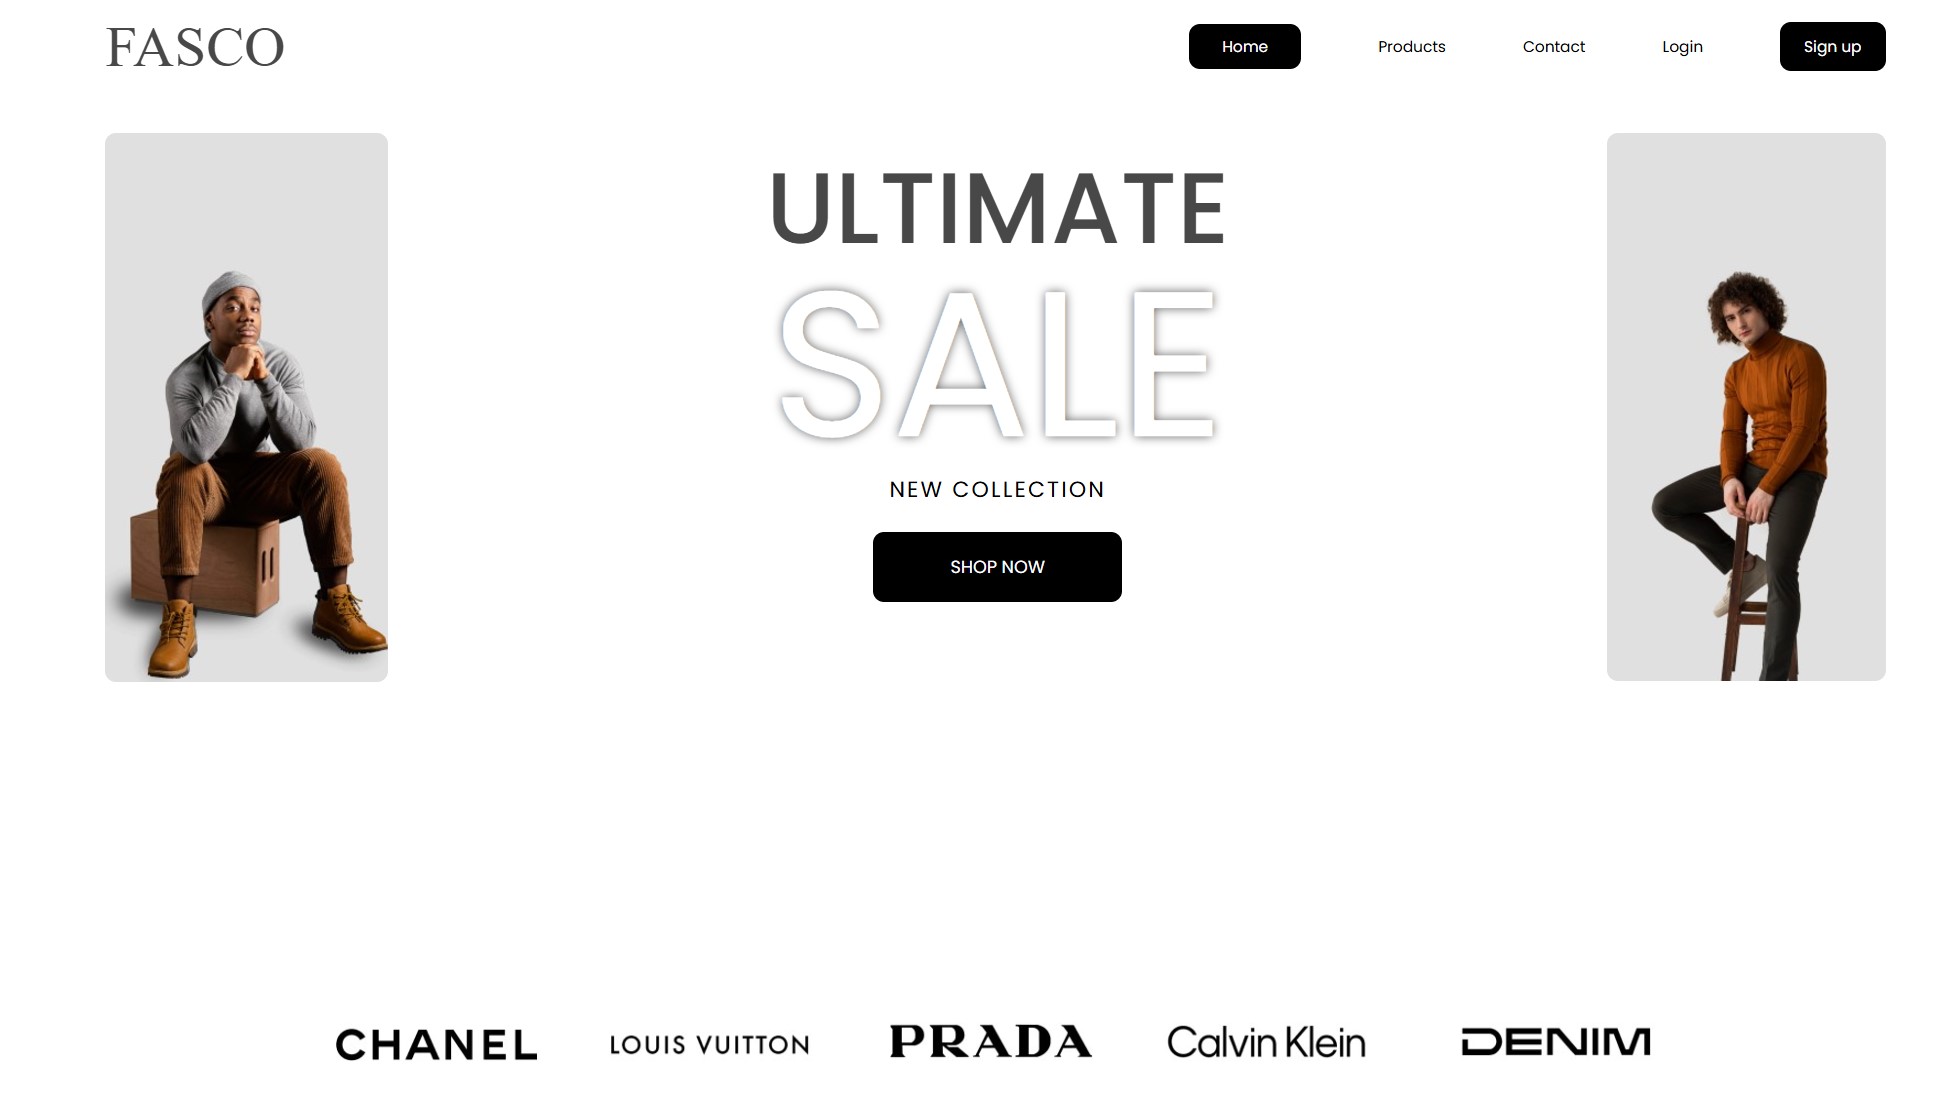 FASCO
Home Products Contact Login Sign up
ULTIMATE
SALE
NEW COLLECTION
SHOP NOW
CHANEL LOUIS VUITTON PRADA Calvin Klein DENIM